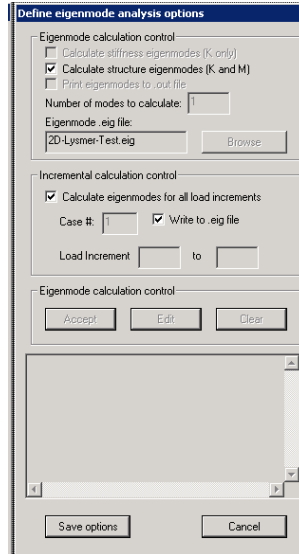 Define eigenmode analysis options
Eigenmode calculation control
Calculate stiffness eigenmodes (K only)
Calculate structure eigenmodes (K and M)
Print eigenmodes to .out file
Number of modes to calculate: 1
Eigenmode .eig file:
2D-Lysmer-Test.eig Browse
Incremental calculation control
Calculate eigenmodes for all load increments
Case #: 1 Write to .eig file
Load Increment to
Eigenmode calculation control
Accept Edit Clear
Save options Cancel